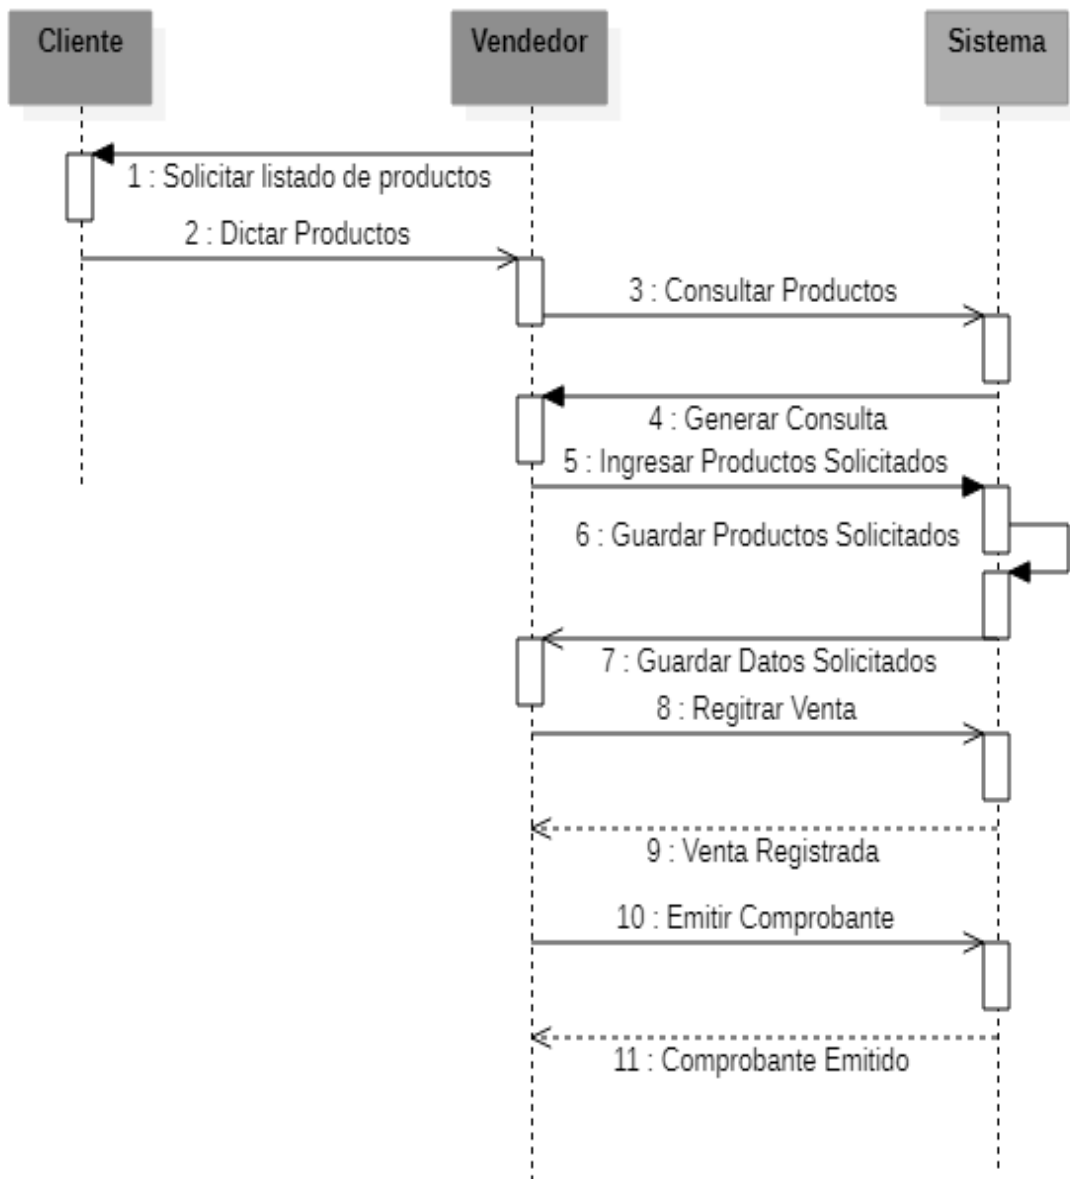 Cliente
Vendedor
Sistema
1 : Solicitar listado de productos
2 : Dictar Productos
3 : Consultar Productos
4 : Generar Consulta
5 : Ingresar Productos Solicitados
6 : Guardar Productos Solicitados
7 : Guardar Datos Solicitados
8 : Regitrar Venta
9 : Venta Registrada
10 : Emitir Comprobante
11 : Comprobante Emitido